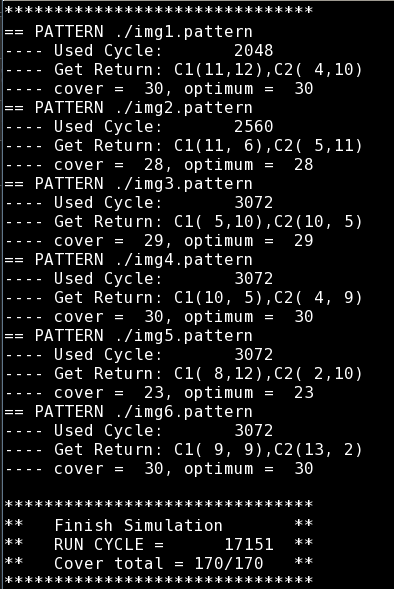 *******************************
== PATTERN ./img1.pattern
---- Used Cycle:       2048
---- Get Return: C1(11,12),C2( 4,10)
---- cover =  30, optimum =  30
== PATTERN ./img2.pattern
---- Used Cycle:       2560
---- Get Return: C1(11, 6),C2( 5,11)
---- cover =  28, optimum =  28
== PATTERN ./img3.pattern
---- Used Cycle:       3072
---- Get Return: C1( 5,10),C2(10, 5)
---- cover =  29, optimum =  29
== PATTERN ./img4.pattern
---- Used Cycle:       3072
---- Get Return: C1(10, 5),C2( 4, 9)
---- cover =  30, optimum =  30
== PATTERN ./img5.pattern
---- Used Cycle:       3072
---- Get Return: C1( 8,12),C2( 2,10)
---- cover =  23, optimum =  23
== PATTERN ./img6.pattern
---- Used Cycle:       3072
---- Get Return: C1( 9, 9),C2(13, 2)
---- cover =  30, optimum =  30

*******************************
**   Finish Simulation       **
**   RUN CYCLE =      17151  **
**   Cover total = 170/170   **
*******************************